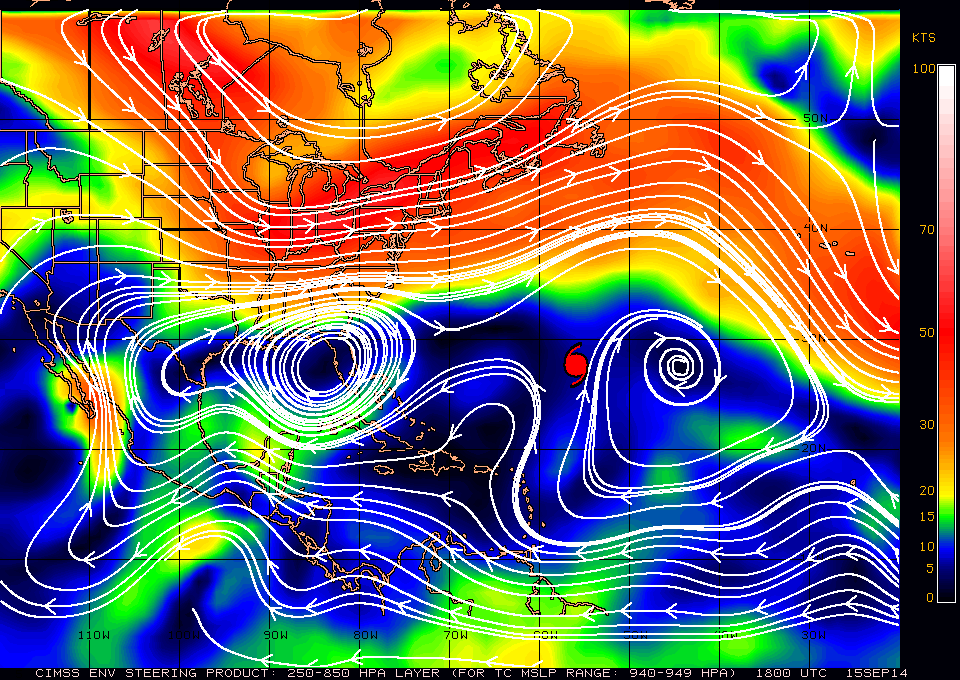 KTS
100
50N
70
40N
50
30N
30
20N
20
15
10
5
0
110W 100W 90W 80W 70W 60W 50W 40W 30W
CIMSS ENV STEERING PRODUCT: 250-850 HPA LAYER (FOR TC MSLP RANGE: 940-949 HPA) 1800 UTC 15SEP14